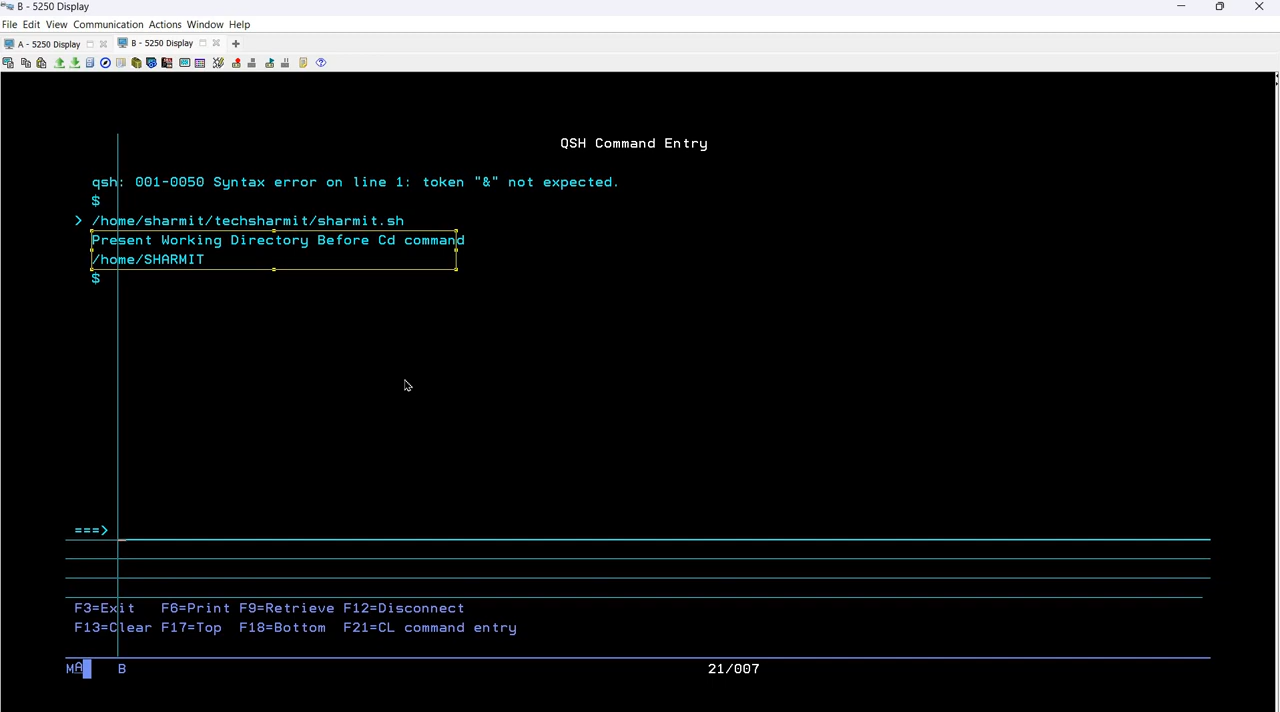 B - 5250 Display
File Edit View Communication Actions Window Help
A - 5250 Display B - 5250 Display
QSH Command Entry
qsh: 001-0050 Syntax error on line 1: token "&" not expected.
$
> /home/sharmit/techsharmit/sharmit.sh
Present Working Directory Before Cd command
/home/SHARMIT
$
===>
F3=Exit F6=Print F9=Retrieve F12=Disconnect
F13=Clear F17=Top F18=Bottom F21=CL command entry
MA B 21/007